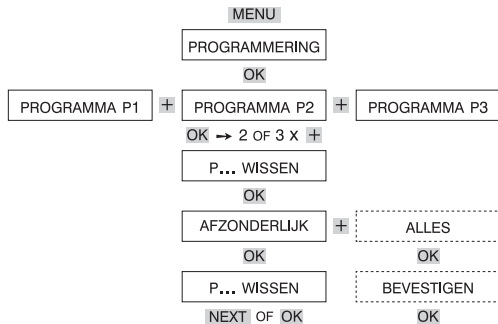 MENU
PROGRAMMERING
OK
PROGRAMMA P1 + PROGRAMMA P2 + PROGRAMMA P3
OK → 2 OF 3 X +
P... WISSEN
OK
AFZONDERLIJK + ALLES
OK OK
P... WISSEN BEVESTIGEN
NEXT OF OK OK